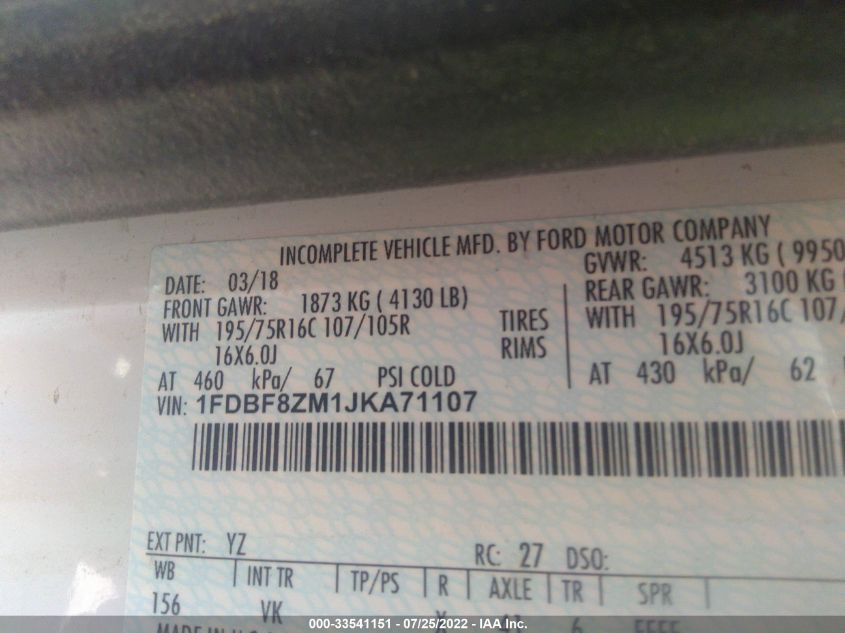 INCOMPLETE VEHICLE MFD. BY FORD MOTOR COMPANY
DATE: 03/18 GVWR: 4513 KG ( 9950
FRONT GAWR: 1873 KG ( 4130 LB) REAR GAWR: 3100 KG (
WITH 195/75R16C 107/105R TIRES WITH 195/75R16C 107/
16X6.0J RIMS 16X6.0J
AT 460 kPa/ 67 PSI COLD AT 430 kPa/ 62
VIN: 1FDBF8ZM1JKA71107
EXT PNT: YZ RC: 27 DSO:
WB INT TR TP/PS R AXLE TR SPR
156 VK
000-33541151 - 07/25/2022 - IAA Inc.